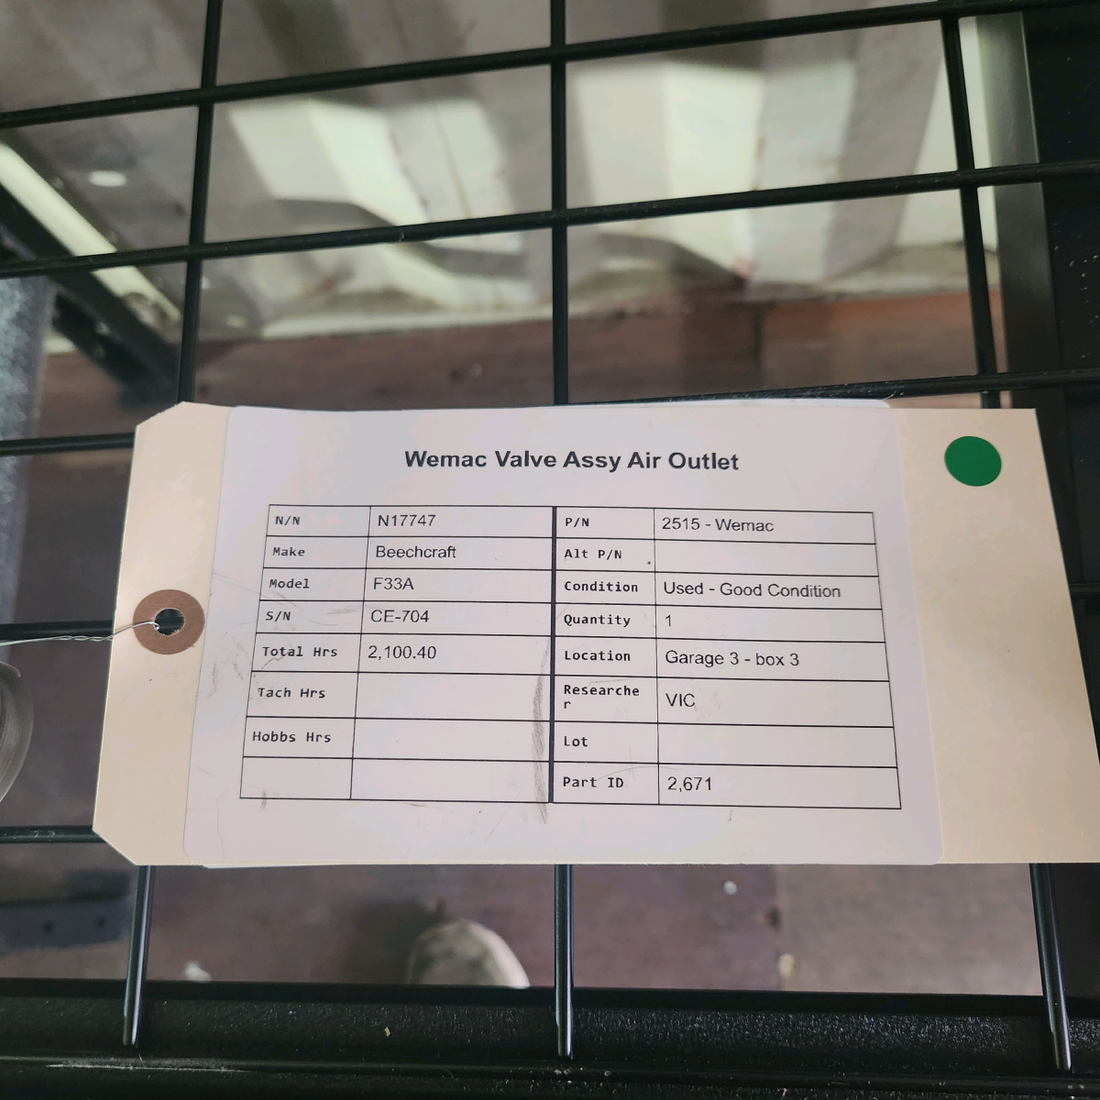 Wemac Valve Assy Air Outlet
N/N N17747 P/N 2515 - Wemac
Make Beechcraft Alt P/N
Model F33A Condition Used - Good Condition
S/N CE-704 Quantity 1
Total Hrs 2,100.40 Location Garage 3 - box 3
Tach Hrs Researche
r VIC
Hobbs Hrs Lot
Part ID 2,671